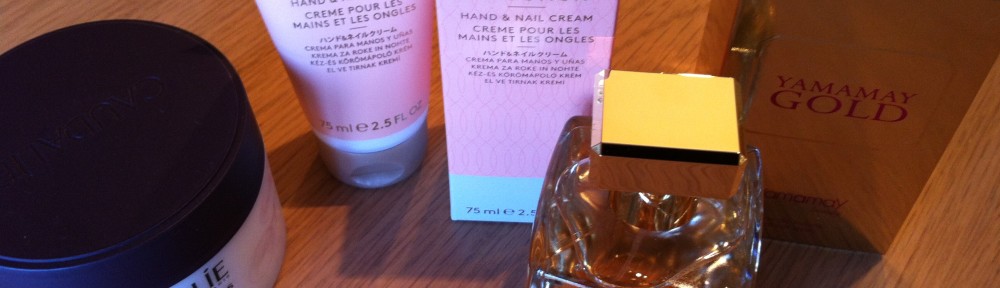 LIE
HAND &
CREME POUR LES
MAINS ET LES ONGLES
ハンド&ネイルクリーム
CREMA PARA MANOS Y UÑAS
KREMA ZA ROKE IN NOHTE
KÉZ-ÉS KÖRÖMÁPOLÓ KRÉM
EL VE TIRNAK KREMİ
75 ml e 2.5 FL OZ
HAND & NAIL CREAM
CREME POUR LES
MAINS ET LES ONGLES
ハンド&ネイルクリーム
CREMA PARA MANOS Y UÑAS
KREMA ZA ROKE IN NOHTE
KÉZ-ÉS KÖRÖMÁPOLÓ KRÉM
EL VE TIRNAK KREMİ
75 ml e 2.5
YAMAMAY
GOLD